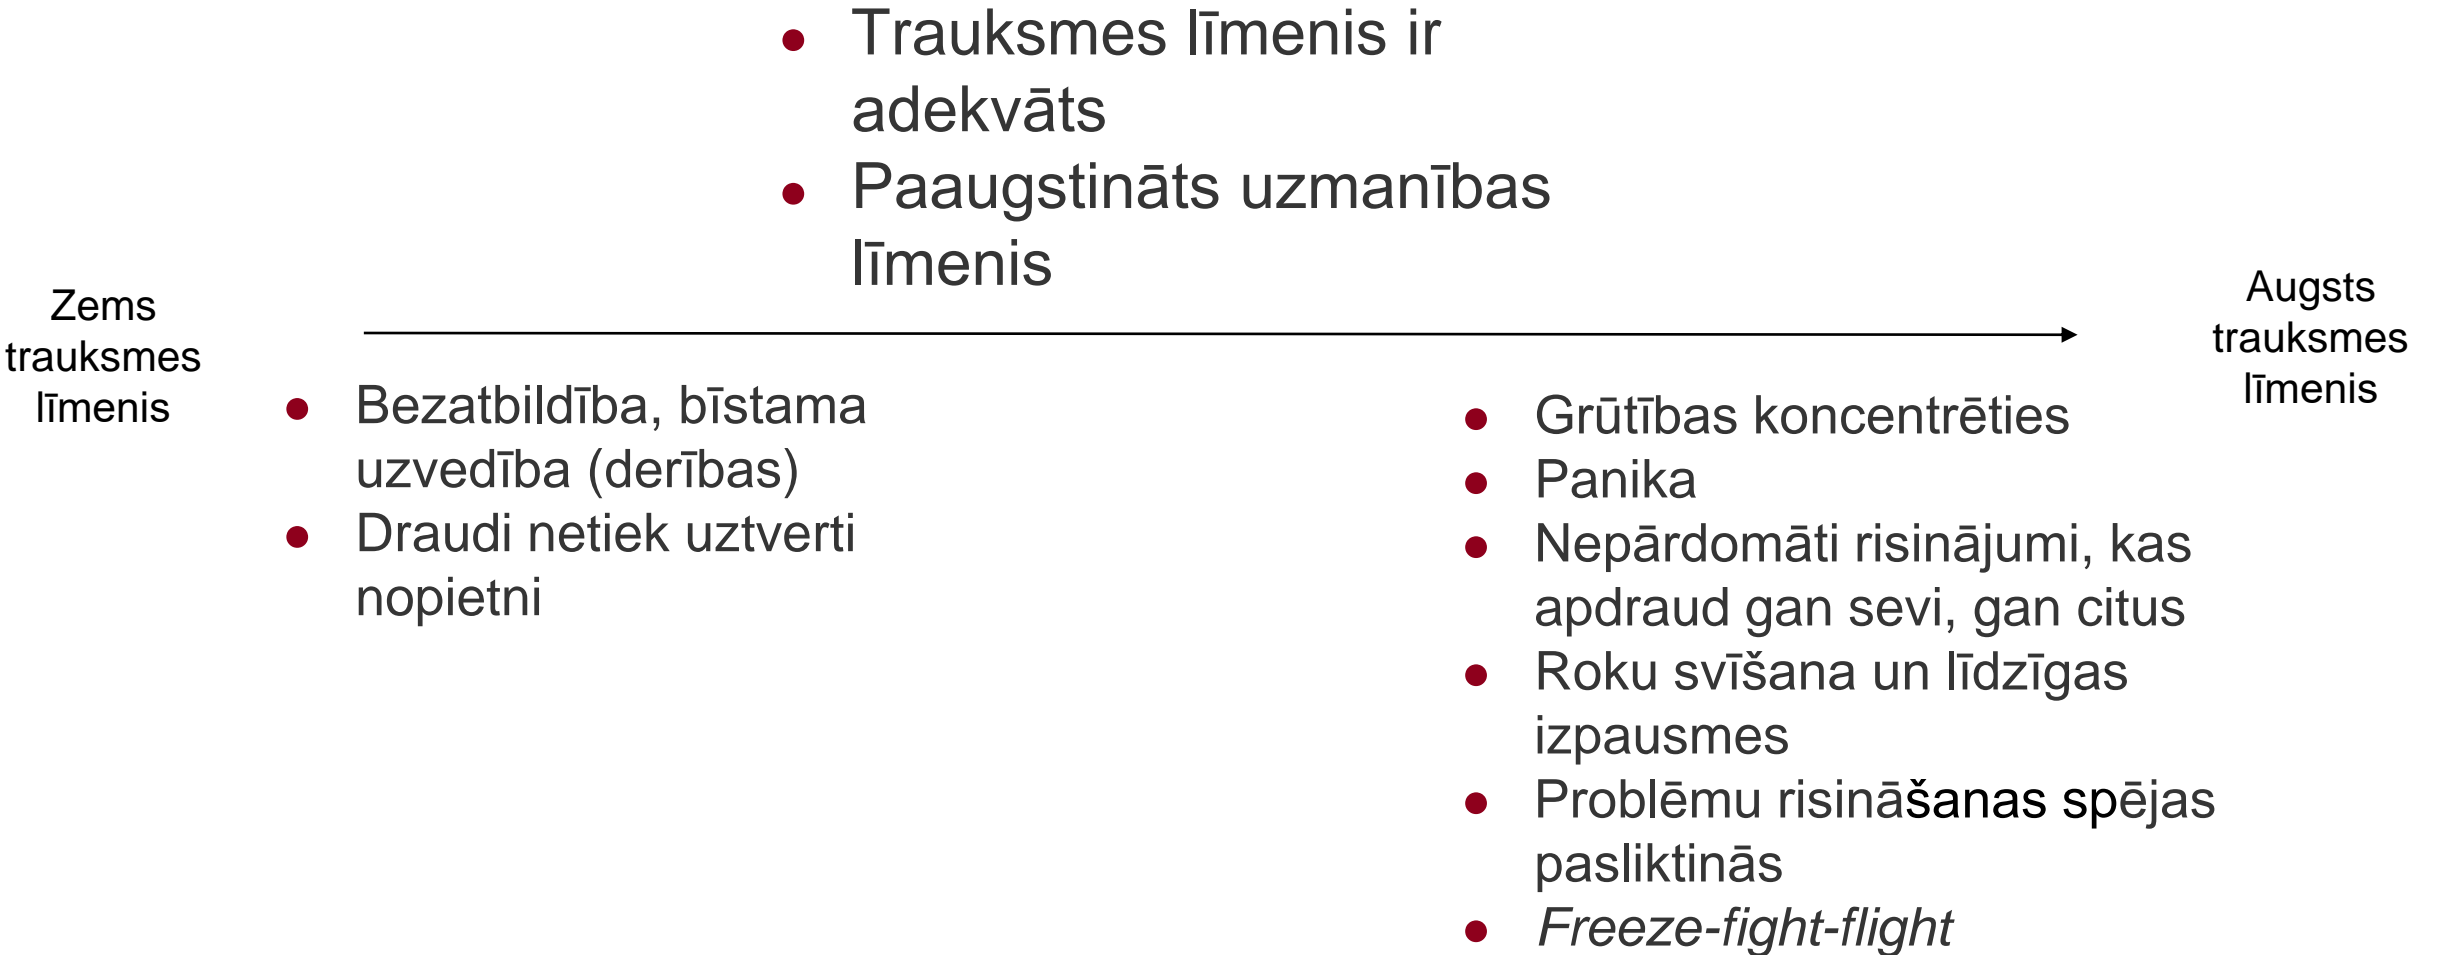 ● Trauksmes līmenis ir
adekvāts
● Paaugstināts uzmanības
līmenis
Zems
trauksmes
līmenis
Augsts
trauksmes
līmenis
● Bezatbildība, bīstama
uzvedība (derības)
● Draudi netiek uztverti
nopietni
● Grūtības koncentrēties
● Panika
● Nepārdomāti risinājumi, kas
apdraud gan sevi, gan citus
● Roku svīšana un līdzīgas
izpausmes
● Problēmu risināšanas spējas
pasliktinās
● Freeze-fight-flight